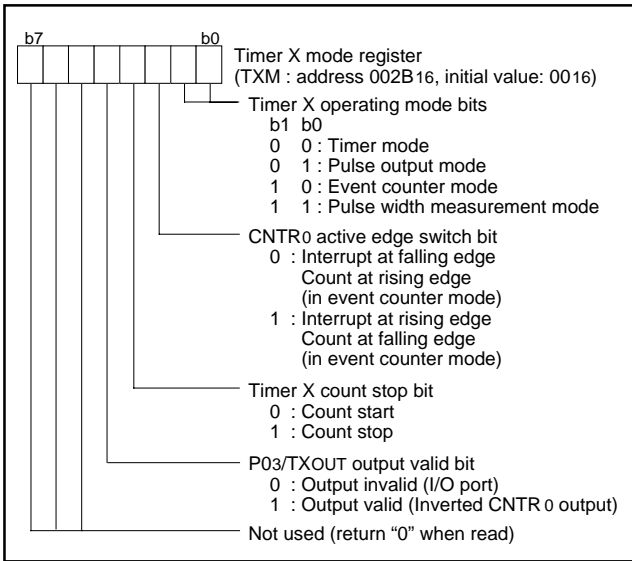 b7 b0
Timer X mode register
(TXM : address 002B16, initial value: 0016)
Timer X operating mode bits
b1 b0
0 0 : Timer mode
0 1 : Pulse output mode
1 0 : Event counter mode
1 1 : Pulse width measurement mode
CNTR0 active edge switch bit
0 : Interrupt at falling edge
Count at rising edge
(in event counter mode)
1 : Interrupt at rising edge
Count at falling edge
(in event counter mode)
Timer X count stop bit
0 : Count start
1 : Count stop
P03/TXOUT output valid bit
0 : Output invalid (I/O port)
1 : Output valid (Inverted CNTR0 output)
Not used (return “0” when read)